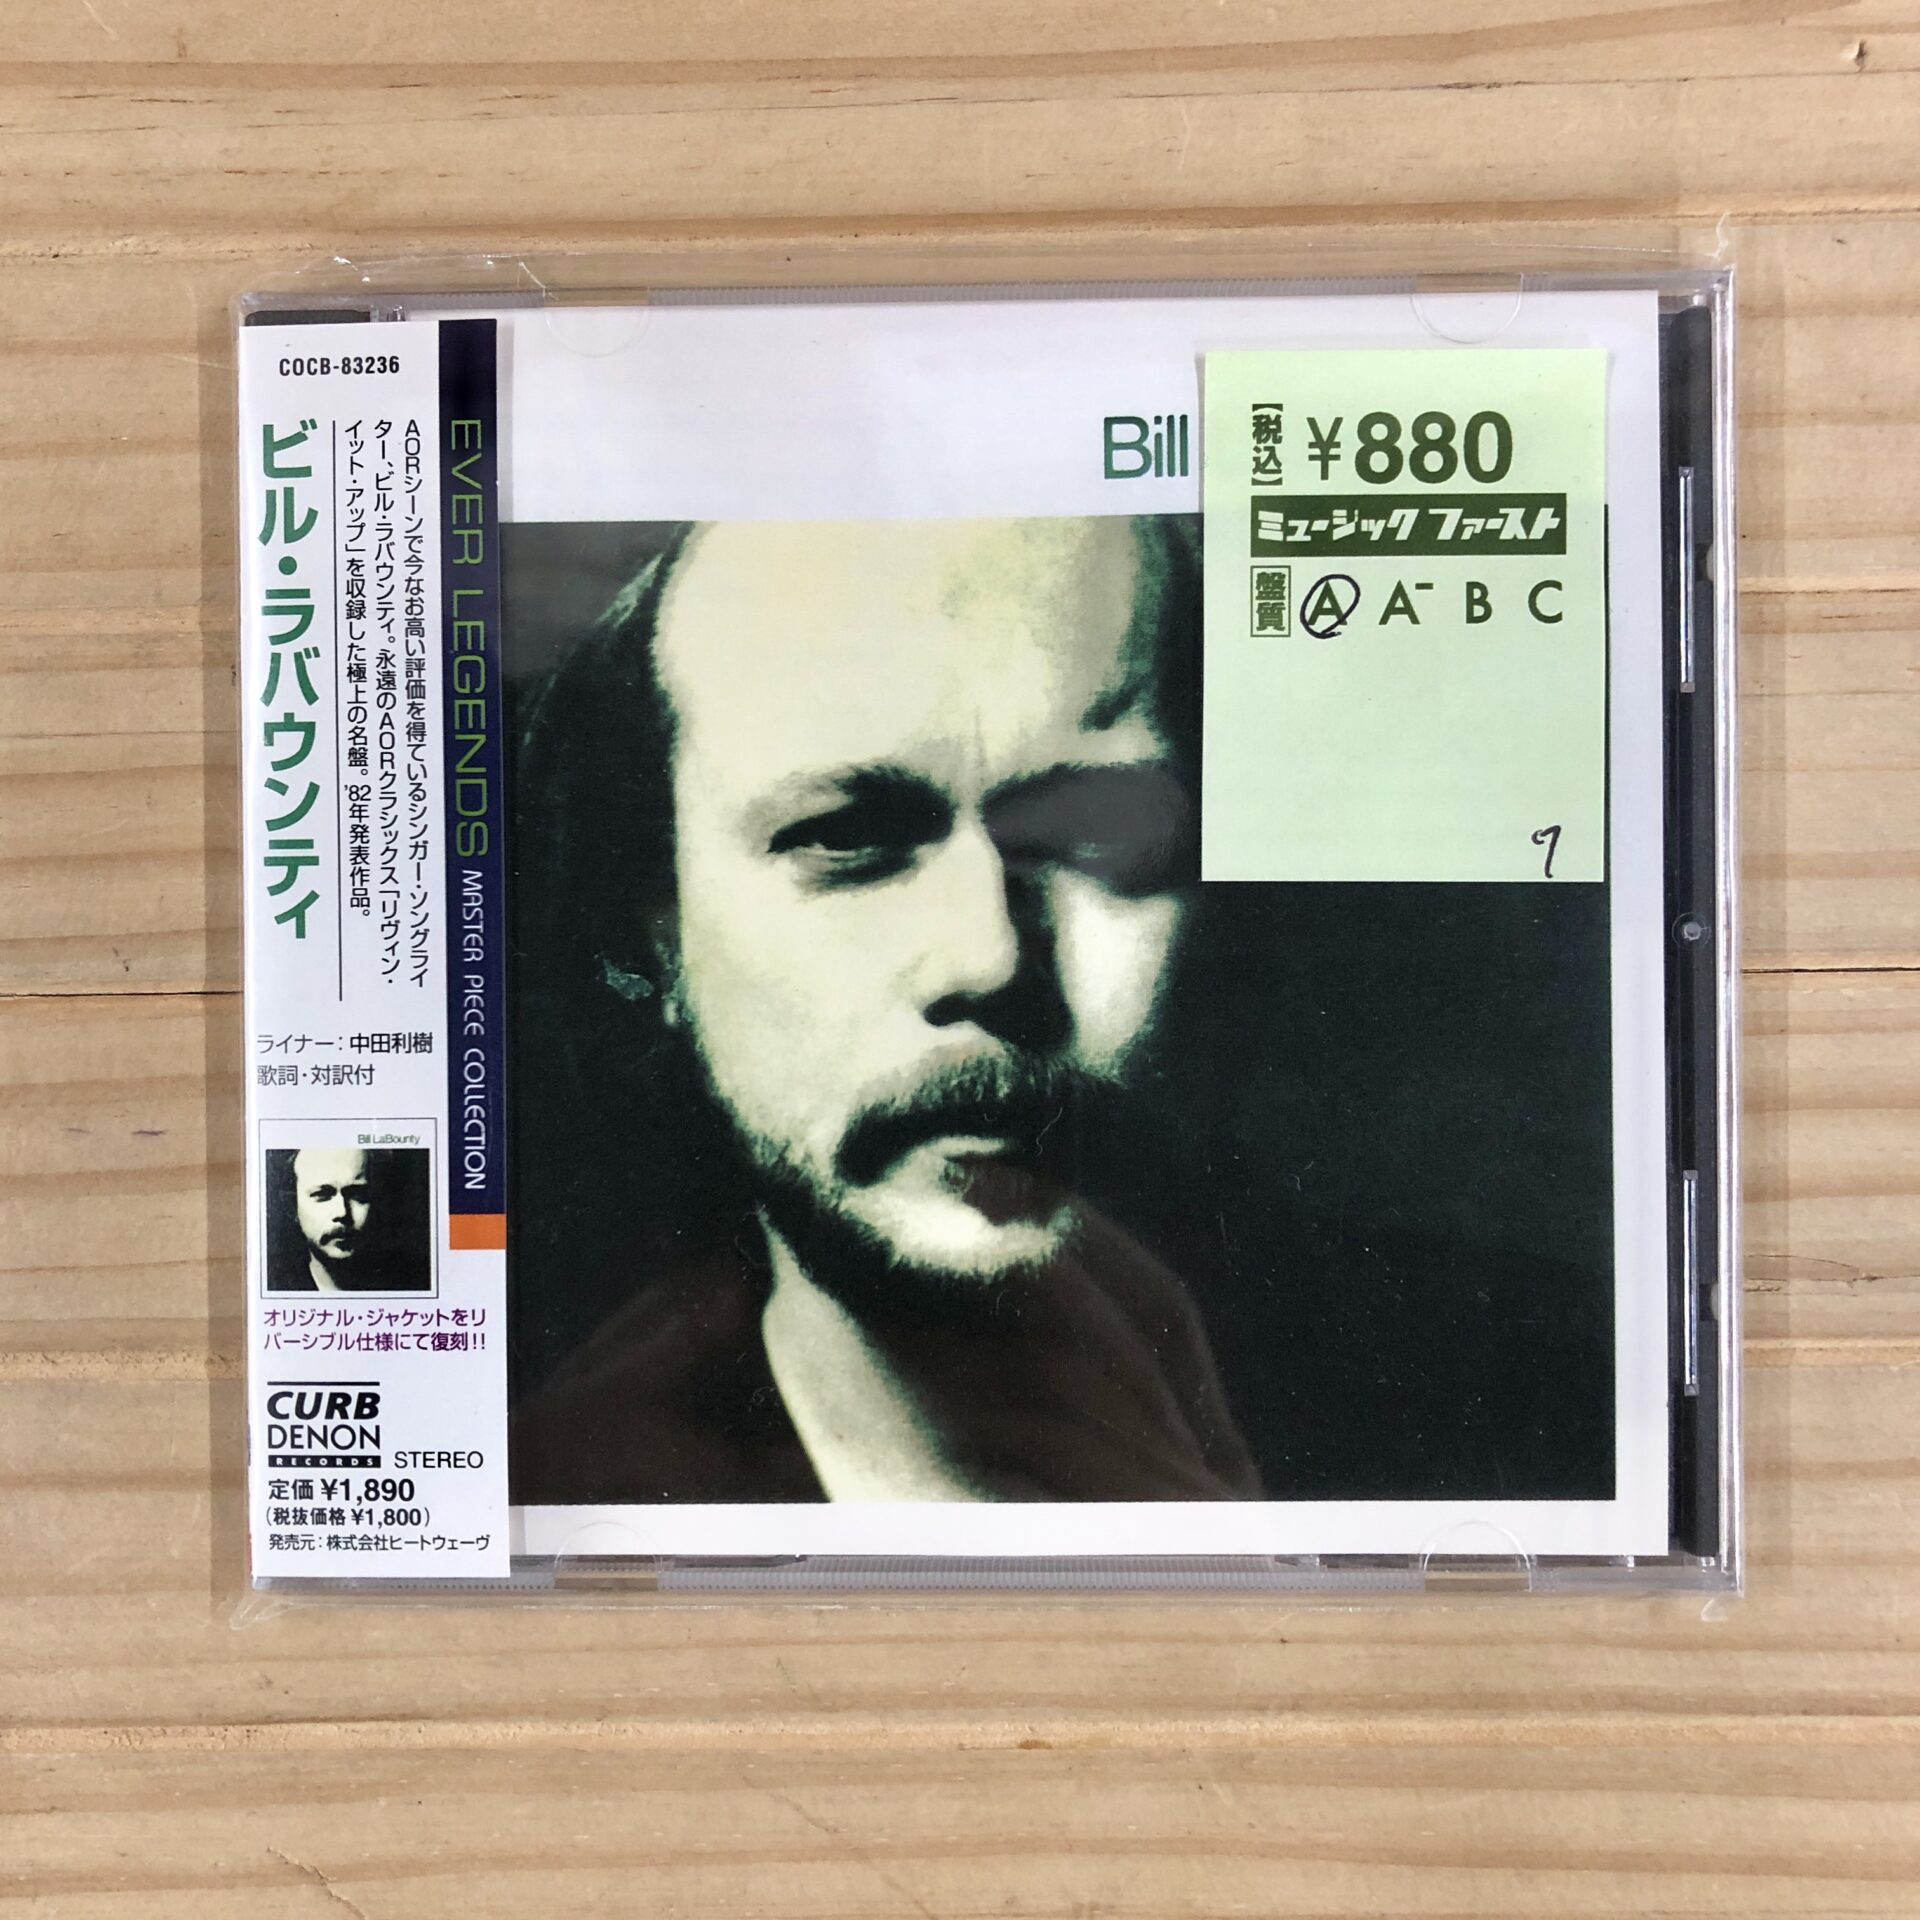 COCB-83236
ビル・ラバウンティ
AORシーンで今なお高い評価を得ているシンガー・ソングライ
ター、ビル・ラバウンティ。永遠のAORクラシックス「リヴィン・
イット・アップ」を収録した極上の名盤。'82年発表作品。
ライナー：中田利樹
歌詞・対訳付
Bill LaBounty
オリジナル・ジャケットをリ
バーシブル仕様にて復刻!!
CURB
DENON
RECORDS
STEREO
定価 ¥1,890
(税抜価格 ¥1,800)
発売元：株式会社ヒートウェーヴ
EVER LEGENDS MASTER PIECE COLLECTION
Bill
【税込】 ¥880
ミュージック ファースト
盤質 A A⁻ B C